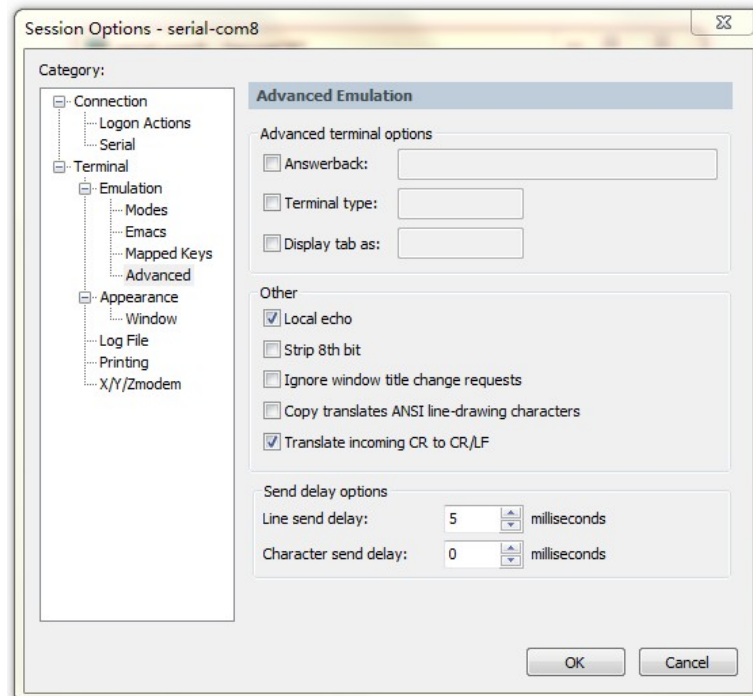 Session Options - serial-com8
Category:
Connection
Logon Actions
Serial
Terminal
Emulation
Modes
Emacs
Mapped Keys
Advanced
Appearance
Window
Log File
Printing
X/Y/Zmodem
Advanced Emulation
Advanced terminal options
Answerback:
Terminal type:
Display tab as:
Other
Local echo
Strip 8th bit
Ignore window title change requests
Copy translates ANSI line-drawing characters
Translate incoming CR to CR/LF
Send delay options
Line send delay: 5 milliseconds
Character send delay: 0 milliseconds
OK Cancel